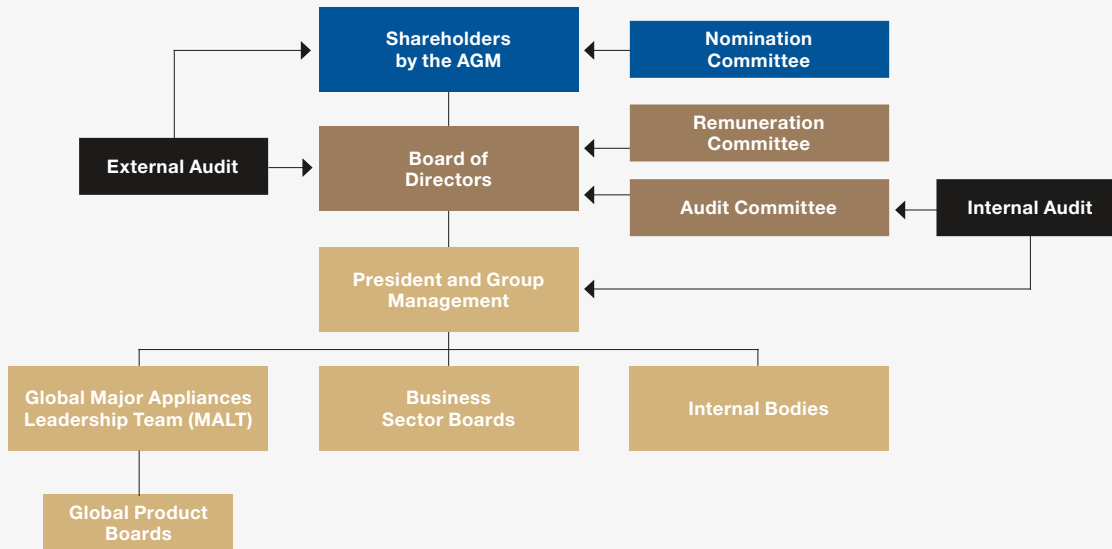 Shareholders
by the AGM
Nomination
Committee
External Audit
Board of
Directors
Remuneration
Committee
Audit Committee
Internal Audit
President and Group
Management
Global Major Appliances
Leadership Team (MALT)
Business
Sector Boards
Internal Bodies
Global Product
Boards